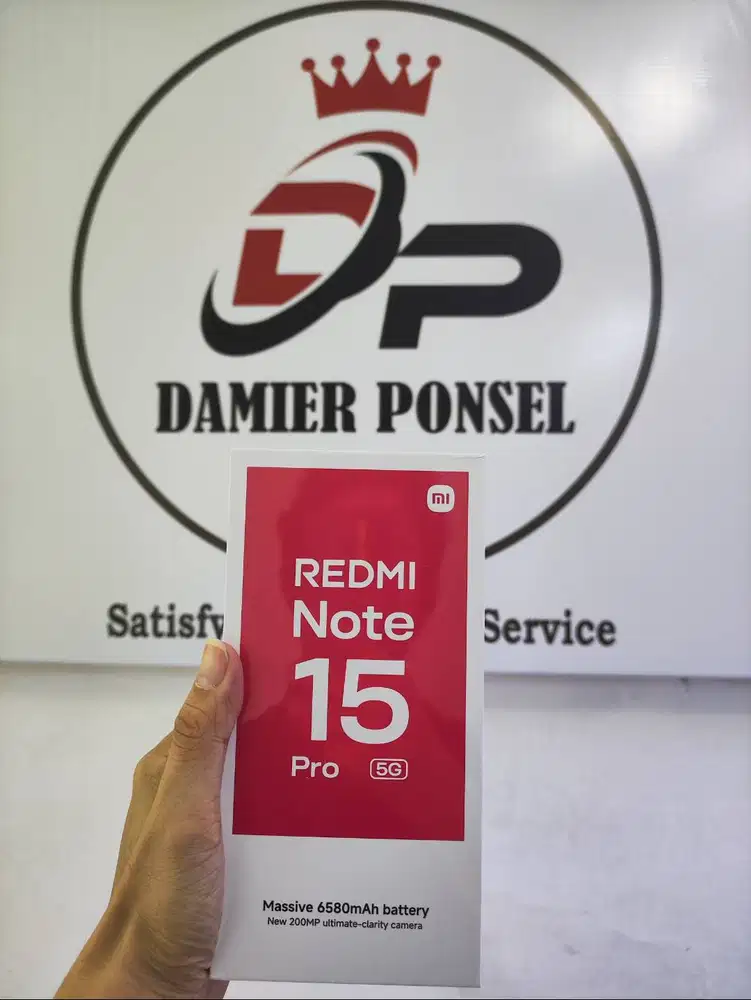 DP
DAMIER PONSEL
Satisfy Service
mi
REDMI
Note
15
Pro 5G
Massive 6580mAh battery
New 200MP ultimate-clarity camera